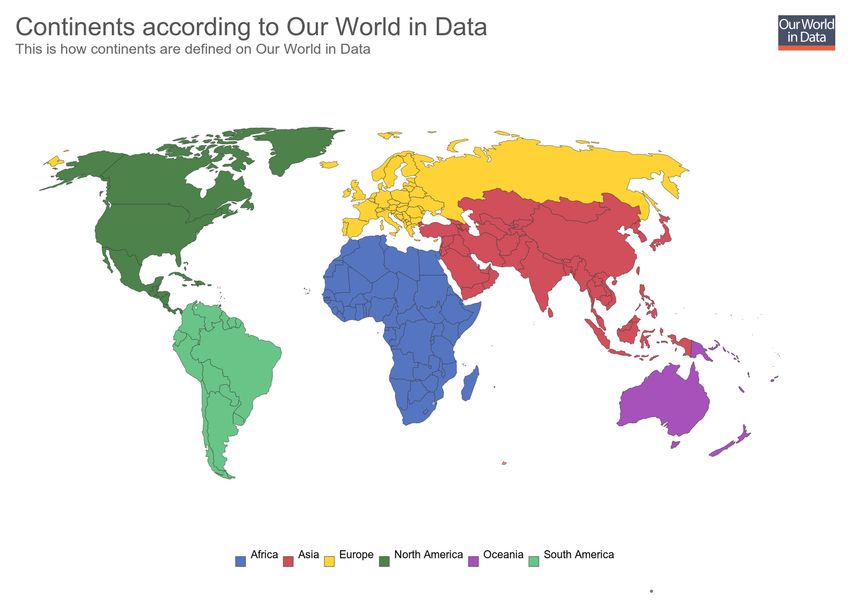 Continents according to Our World in Data
This is how continents are defined on Our World in Data
Our World
in Data
Africa Asia Europe North America Oceania South America